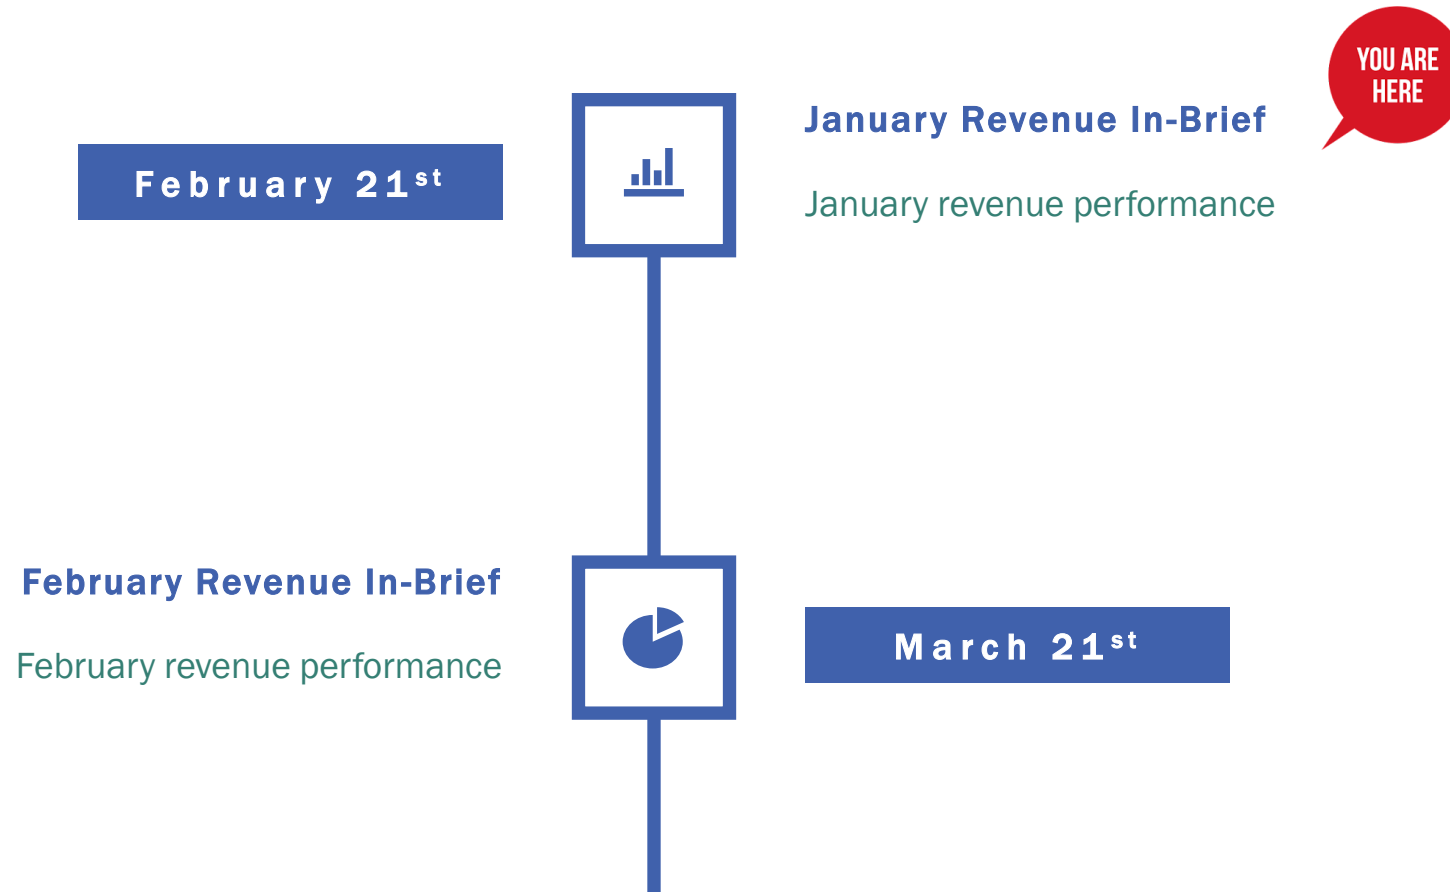 YOU ARE
HERE
January Revenue In-Brief
February 21st
January revenue performance
February Revenue In-Brief
March 21st
February revenue performance